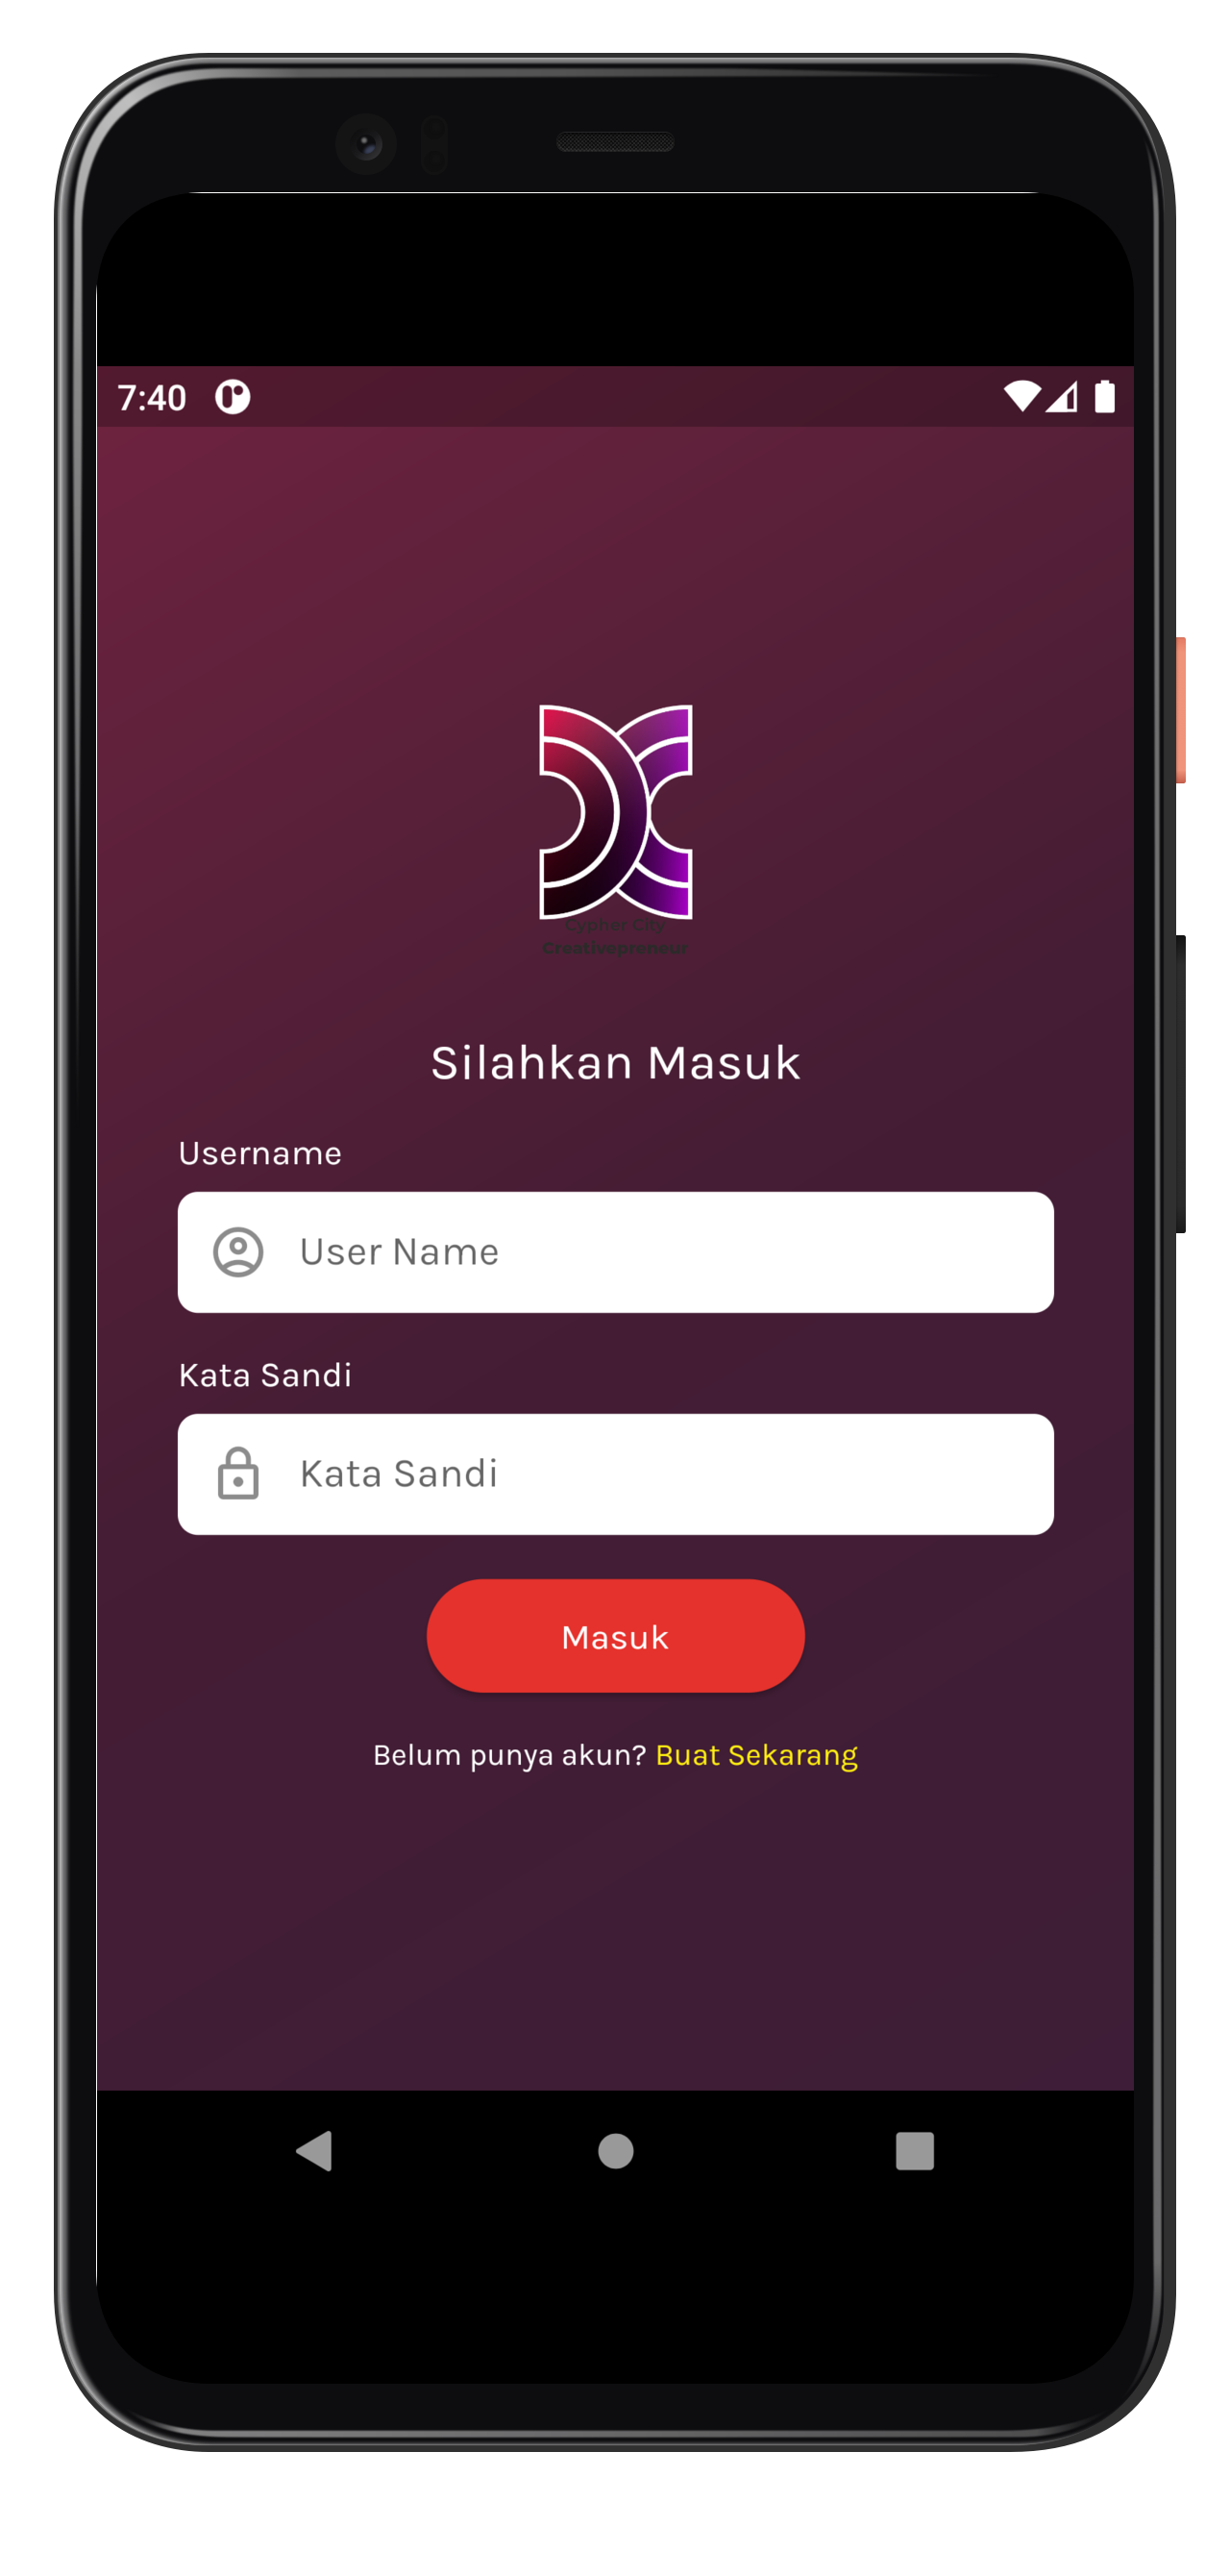 7:40
Cypher City
Creativepreneur
Silahkan Masuk
Username
User Name
Kata Sandi
Kata Sandi
Masuk
Belum punya akun? Buat Sekarang